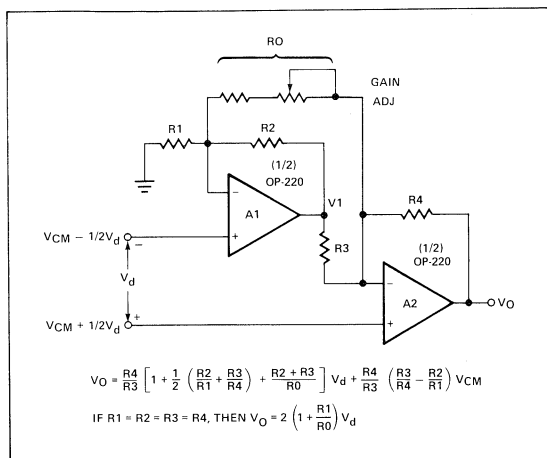 RO
GAIN
ADJ
R1
R2
(1/2)
OP-220
−
A1
+
V1
R3
R4
(1/2)
OP-220
−
A2
+
VO
VCM − 1/2Vd
−
Vd
+
VCM + 1/2Vd
VO = R4/R3 [1 + 1/2 (R2/R1 + R3/R4) + R2 + R3/R0] Vd + R4/R3 (R3/R4 − R2/R1) VCM
IF R1 = R2 = R3 = R4, THEN VO = 2 (1 + R1/R0) Vd